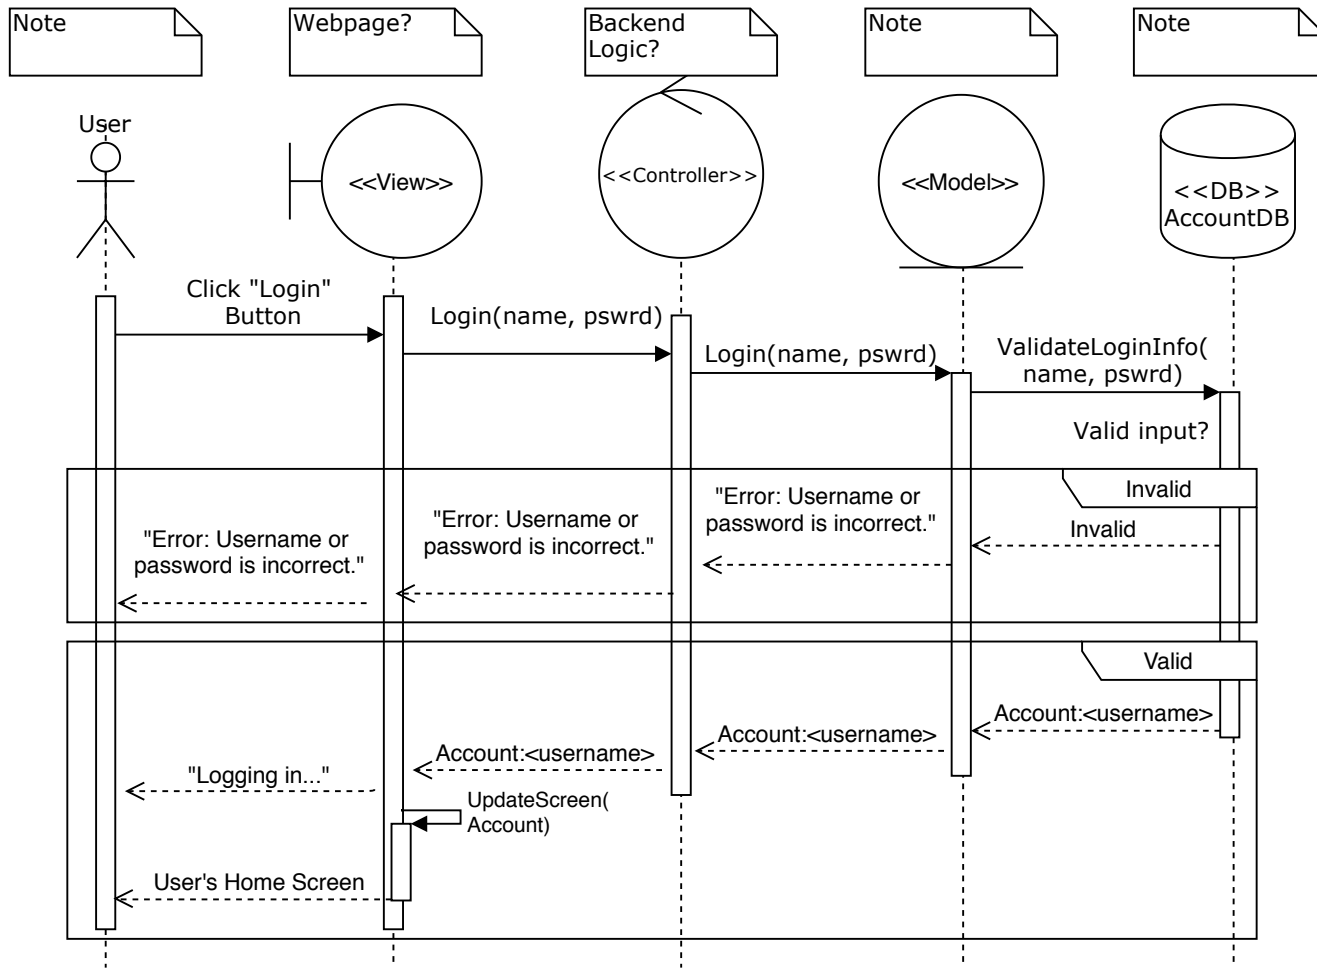 Note
Webpage?
Backend
Logic?
Note
Note
User
<<View>>
<<Controller>>
<<Model>>
<<DB>>
AccountDB
Click "Login"
Button
Login(name, pswrd)
Login(name, pswrd)
ValidateLoginInfo(
name, pswrd)
Valid input?
Invalid
Invalid
"Error: Username or
password is incorrect."
"Error: Username or
password is incorrect."
"Error: Username or
password is incorrect."
Valid
Account:<username>
Account:<username>
Account:<username>
"Logging in..."
UpdateScreen(
Account)
User's Home Screen